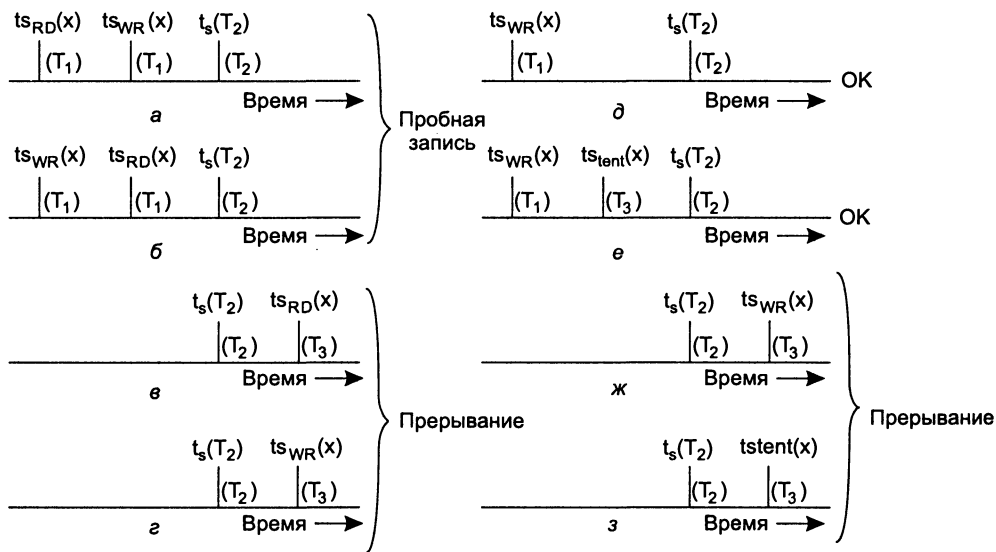 ts_RD(x) ts_WR(x) t_s(T_2)
(T_1) (T_1) (T_2)
Время
а
ts_WR(x) ts_RD(x) t_s(T_2)
(T_1) (T_1) (T_2)
Время
б
Пробная
запись
t_s(T_2) ts_RD(x)
(T_2) (T_3)
Время
в
t_s(T_2) ts_WR(x)
(T_2) (T_3)
Время
г
Прерывание
ts_WR(x) t_s(T_2)
(T_1) (T_2)
OK
Время
д
ts_WR(x) ts_tent(x) t_s(T_2)
(T_1) (T_3) (T_2)
OK
Время
е
t_s(T_2) ts_WR(x)
(T_2) (T_3)
Время
ж
t_s(T_2) tstent(x)
(T_2) (T_3)
Время
з
Прерывание